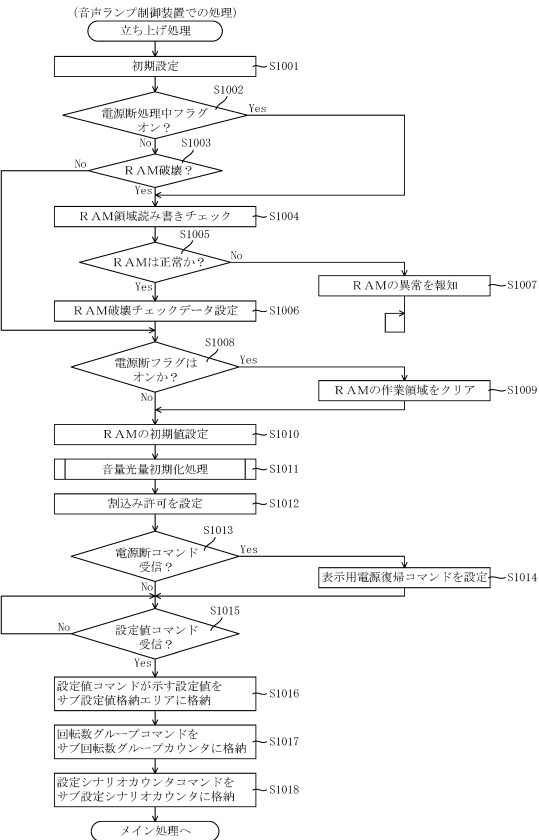 （音声ランプ制御装置での処理）
立ち上げ処理
初期設定
S1001
S1002
電源断処理中フラグ
オン？
Yes
No
S1003
RAM破壊？
No
Yes
RAM領域読み書きチェック
S1004
S1005
RAMは正常か？
No
Yes
RAMの異常を報知
S1007
RAM破壊チェックデータ設定
S1006
S1008
電源断フラグは
オンか？
Yes
No
RAMの作業領域をクリア
S1009
RAMの初期値設定
S1010
音量光量初期化処理
S1011
割込み許可を設定
S1012
S1013
電源断コマンド
受信？
Yes
No
表示用電源復帰コマンドを設定
S1014
S1015
設定値コマンド
受信？
No
Yes
設定値コマンドが示す設定値を
サブ設定値格納エリアに格納
S1016
回転数グループコマンドを
サブ回転数グループカウンタに格納
S1017
設定シナリオカウンタコマンドを
サブ設定シナリオカウンタに格納
S1018
メイン処理へ